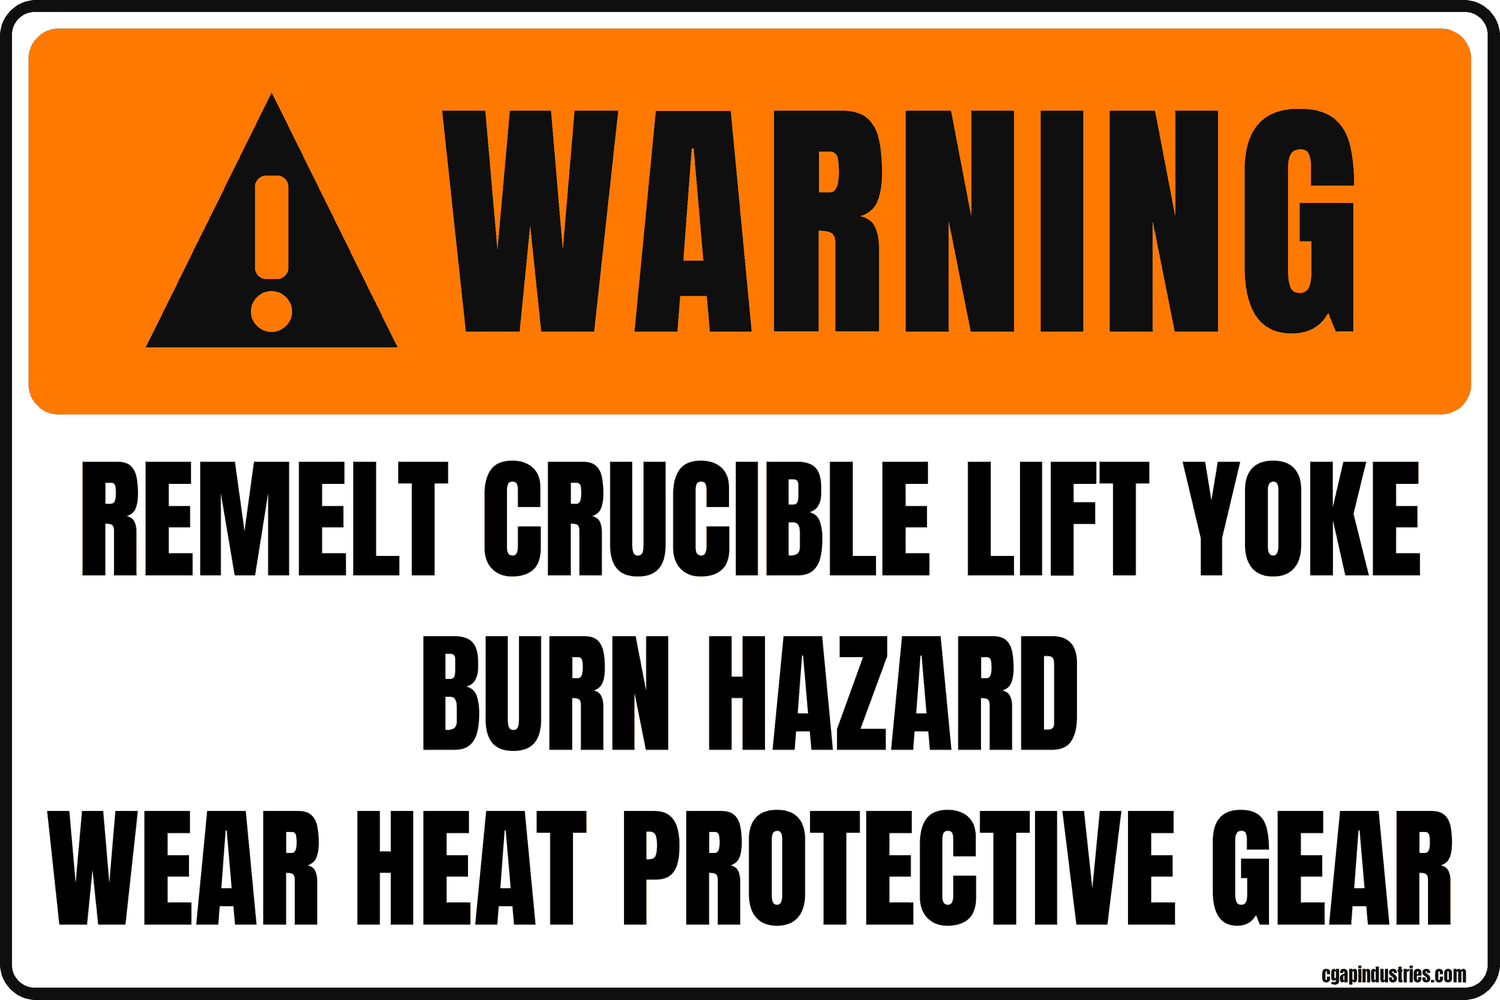 WARNING
REMELT CRUCIBLE LIFT YOKE
BURN HAZARD
WEAR HEAT PROTECTIVE GEAR
cgapindustries.com